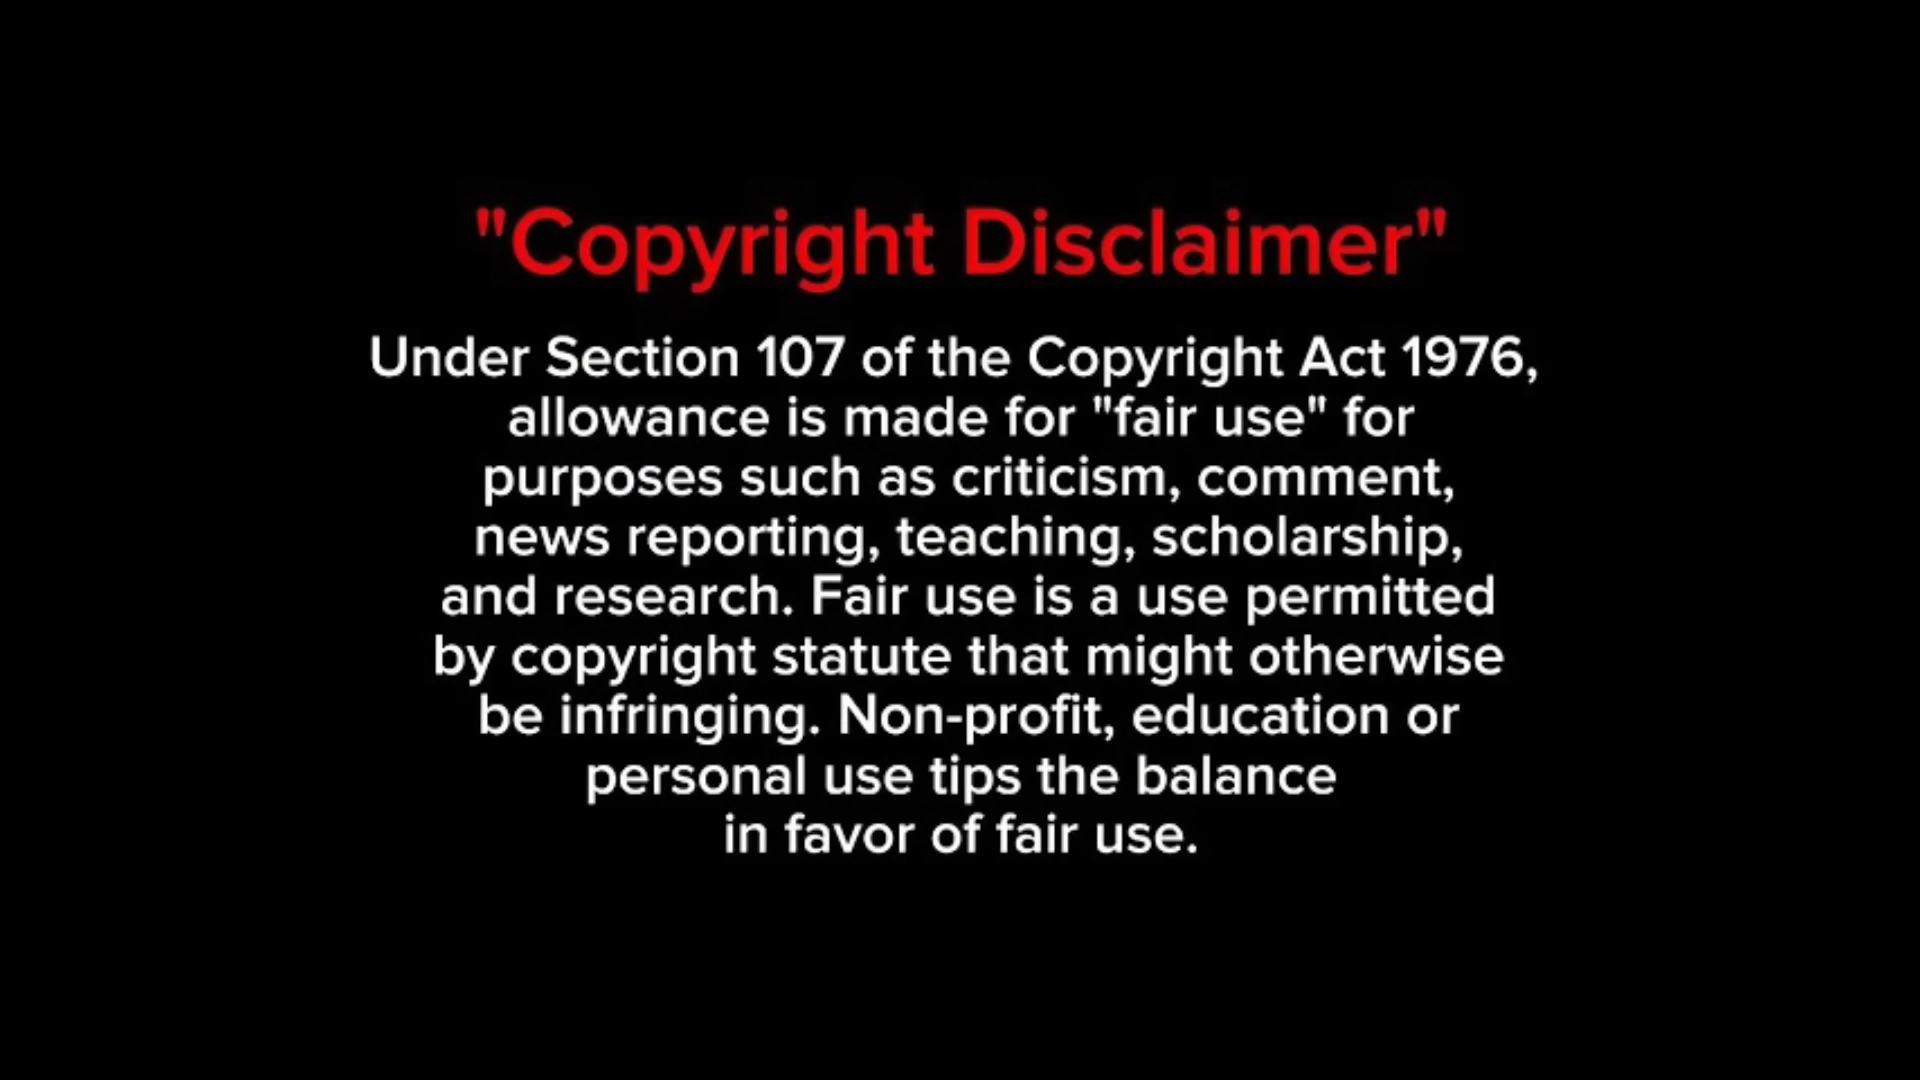 "Copyright Disclaimer"
Under Section 107 of the Copyright Act 1976,
allowance is made for "fair use" for
purposes such as criticism, comment,
news reporting, teaching, scholarship,
and research. Fair use is a use permitted
by copyright statute that might otherwise
be infringing. Non-profit, education or
personal use tips the balance
in favor of fair use.